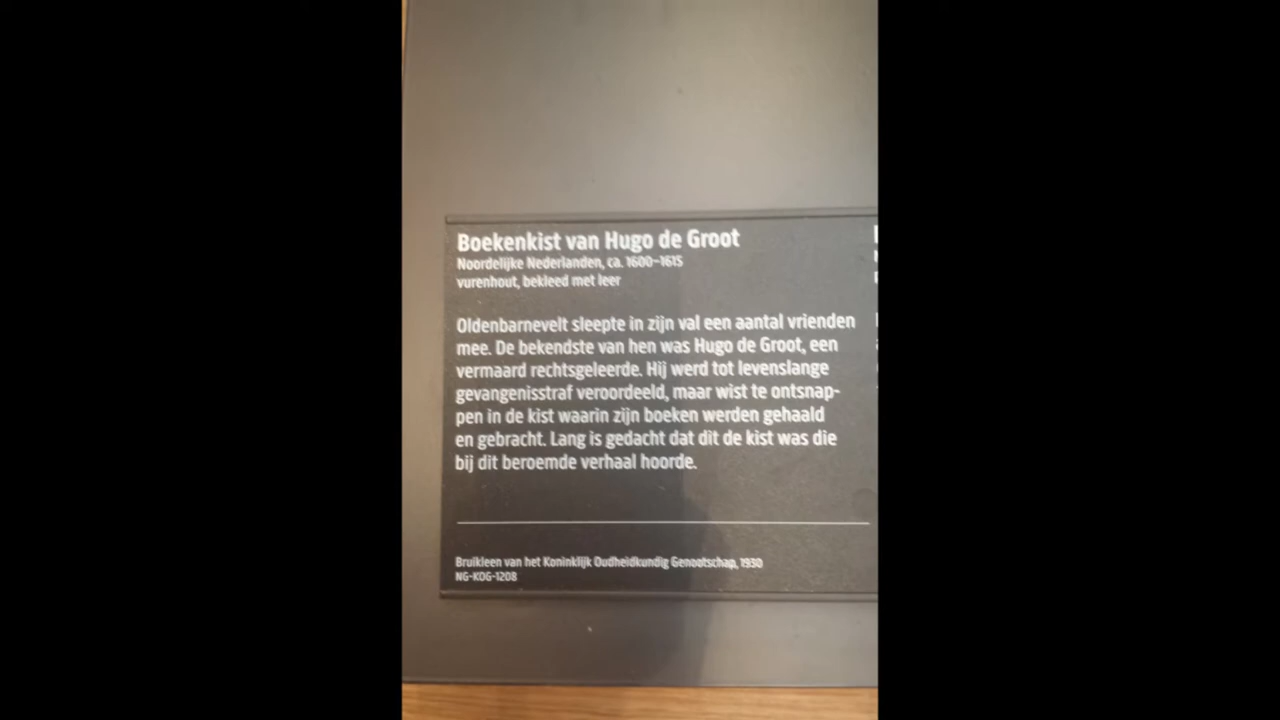 Boekenkist van Hugo de Groot
Noordelijke Nederlanden, ca. 1600-1615
vurenhout, bekleed met leer
Oldenbarnevelt sleepte in zijn val een aantal vrienden
mee. De bekendste van hen was Hugo de Groot, een
vermaard rechtsgeleerde. Hij werd tot levenslange
gevangenisstraf veroordeeld, maar wist te ontsnap-
pen in de kist waarin zijn boeken werden gehaald
en gebracht. Lang is gedacht dat dit de kist was die
bij dit beroemde verhaal hoorde.
Bruikleen van het Koninklijk Oudheidkundig Genootschap, 1930
NG-KOG-1208